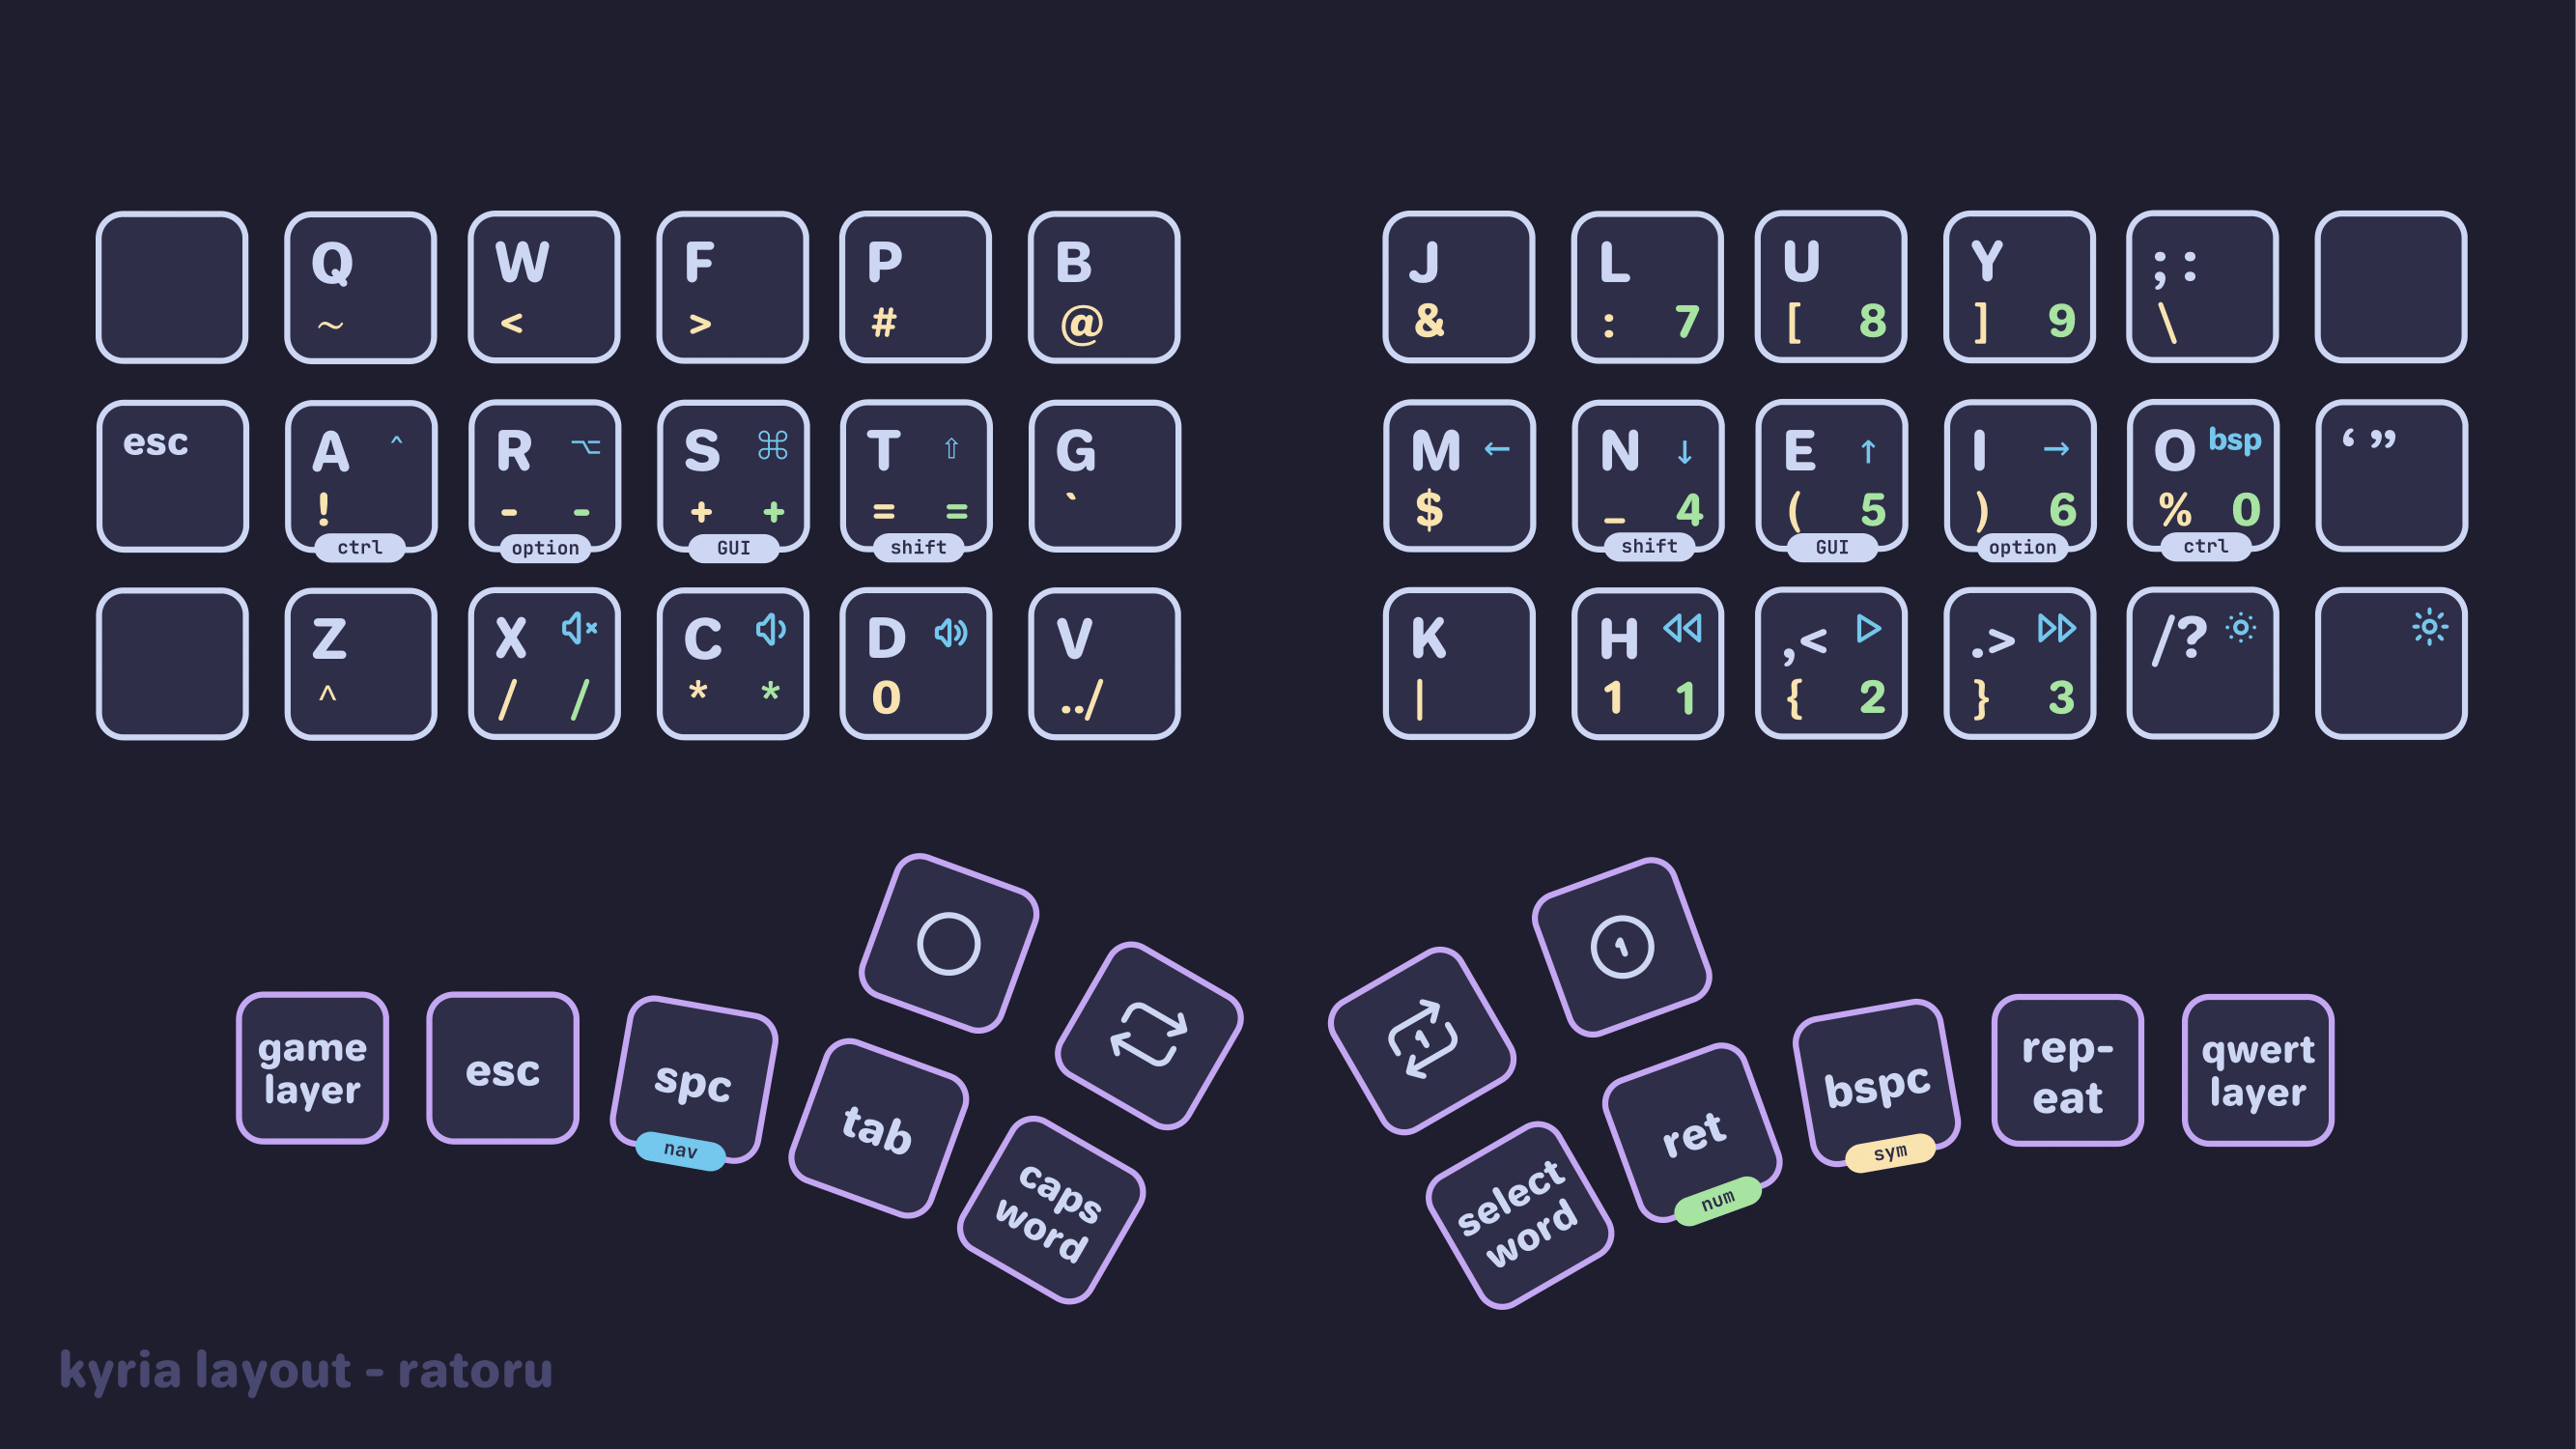 Q W F P B J L U Y ; :
~ < > # @ & : 7 [ 8 ] 9 \
esc A ^ R ⌥ S ⌘ T ⇧ G M ← N ↓ E ↑ I → O bsp ‘ ”
! - - + + = = ` $ _ 4 ( 5 ) 6 % 0
ctrl option GUI shift shift GUI option ctrl
Z X C D V K H ,< .> /?
^ / / * * 0 ../ | 1 1 { 2 } 3
1
1
game
layer
esc
spc
nav
tab
caps
word
select
word
ret
num
bspc
sym
rep-
eat
qwert
layer
kyria layout - ratoru